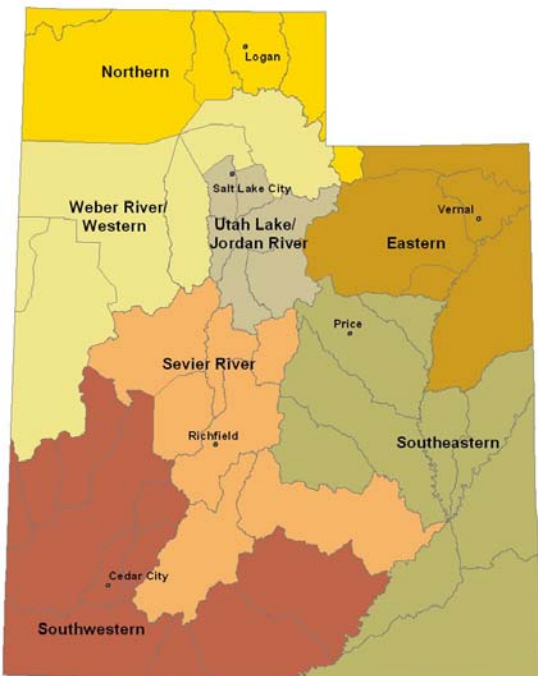 Logan
Northern
Salt Lake City
Weber River/
Western
Utah Lake/
Jordan River
Vernal
Eastern
Price
Sevier River
Richfield
Southeastern
Cedar City
Southwestern